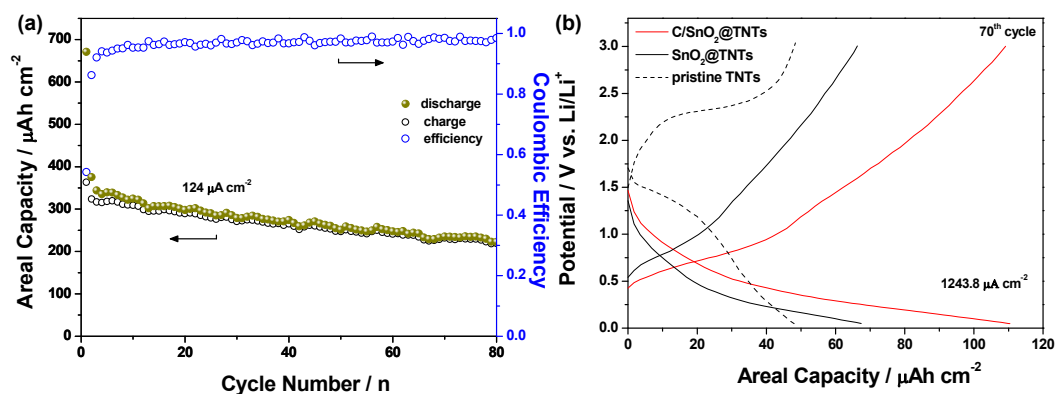 (a)
700
600
500
400
300
200
100
0
Areal Capacity / μAh cm⁻²
0
20
40
60
80
Cycle Number / n
1.0
0.8
0.6
0.4
0.2
0.0
Coulombic Efficiency
discharge
charge
efficiency
124 μA cm⁻²
(b)
3.0
2.5
2.0
1.5
1.0
0.5
0.0
Potential / V vs. Li/Li⁺
C/SnO₂@TNTs
SnO₂@TNTs
pristine TNTs
70ᵗʰ cycle
1243.8 μA cm⁻²
0
20
40
60
80
100
120
Areal Capacity / μAh cm⁻²